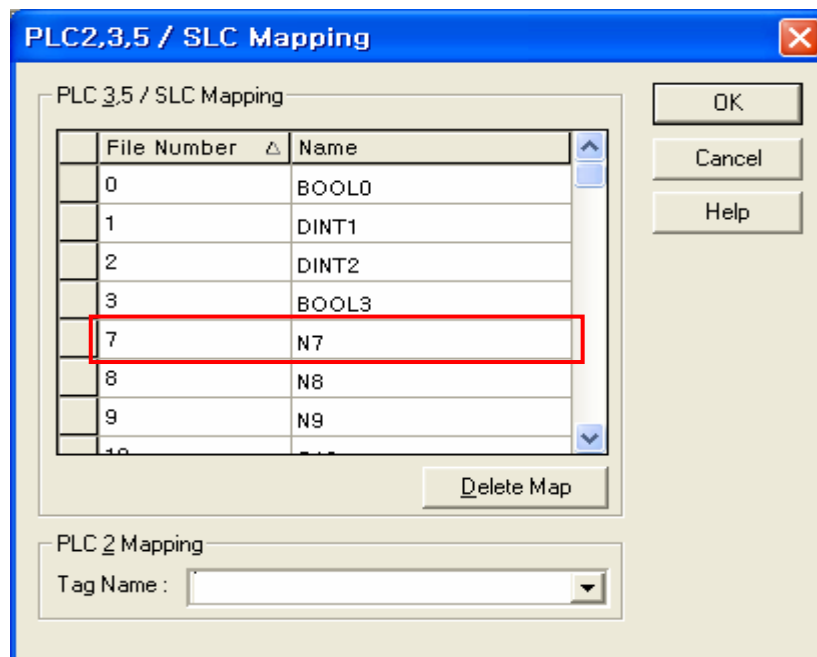 PLC2,3,5 / SLC Mapping
PLC 3,5 / SLC Mapping
OK
Cancel
Help
File Number Name
0 BOOL0
1 DINT1
2 DINT2
3 BOOL3
7 N7
8 N8
9 N9
Delete Map
PLC 2 Mapping
Tag Name :